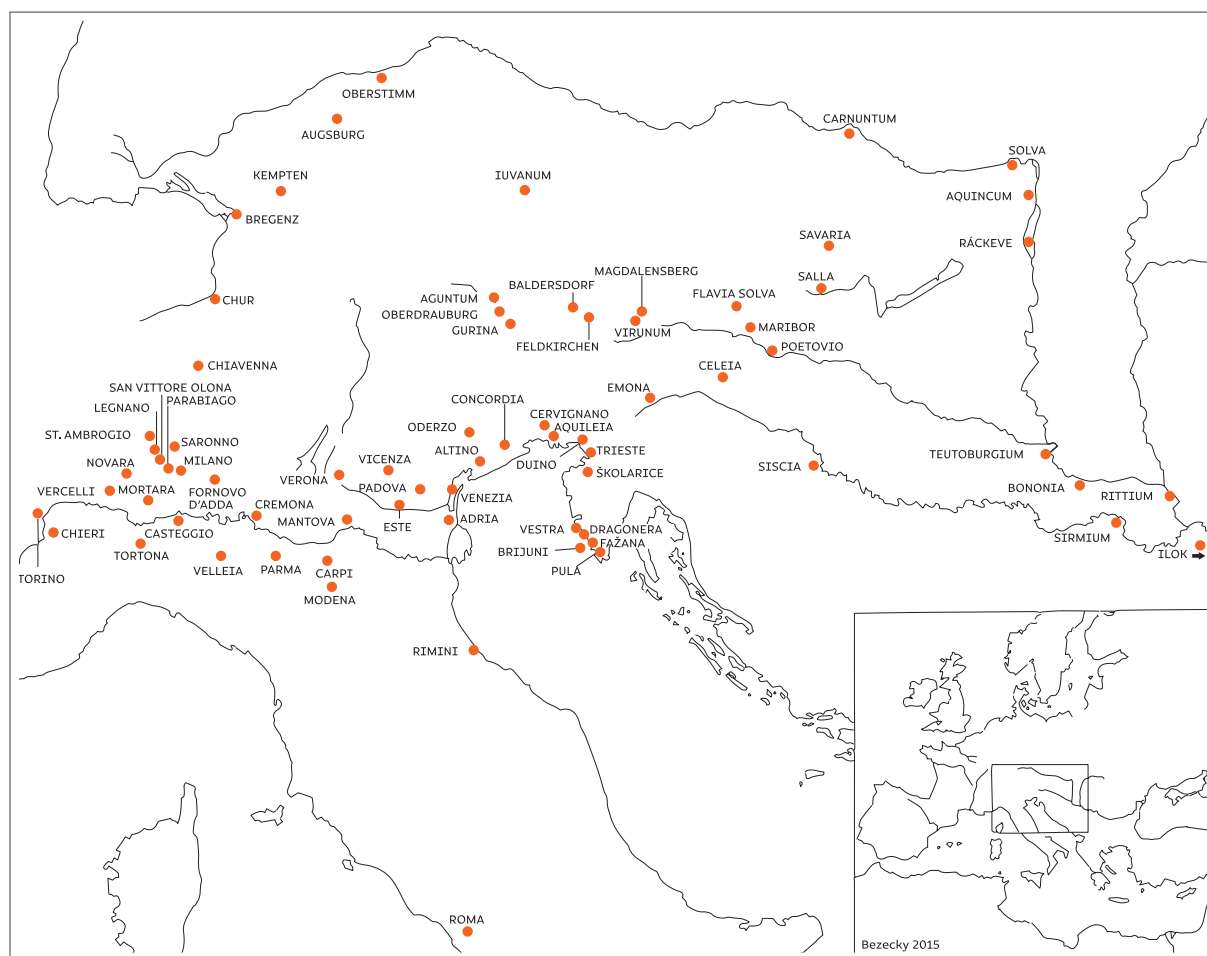 OBERSTIMM
AUGSBURG
CARNUNTUM
SOLVA
KEMPTEN
IUVANUM
AQUINCUM
BREGENZ
SAVARIA
RÁCKEVE
MAGDALENSBERG
SALLA
BALDERSDORF
FLAVIA SOLVA
CHUR
AGUNTUM
OBERDRAUBURG
GURINA
VIRUNUM
MARIBOR
FELDKIRCHEN
POETOVIO
CHIAVENNA
CELEIA
SAN VITTORE OLONA
PARABIAGO
LEGNANO
EMONA
CONCORDIA
CERVIGNANO
ST. AMBROGIO
SARONNO
ODERZO
AQUILEIA
TRIESTE
NOVARA
MILANO
VICENZA
ALTINO
DUINO
SISCIA
TEUTOBURGIUM
VERONA
ŠKOLARICE
VERCELLI
MORTARA
FORNOVO
D'ADDA
PADOVA
VENEZIA
BONONIA
RITTIUM
CREMONA
MANTOVA
ESTE
ADRIA
CHIERI
CASTEGGIO
VESTRA
DRAGONERA
SIRMIUM
TORTONA
FAŽANA
BRIJUNI
ILOK
TORINO
VELLEIA
PARMA
CARPI
PULA
MODENA
RIMINI
ROMA
Bezecky 2015